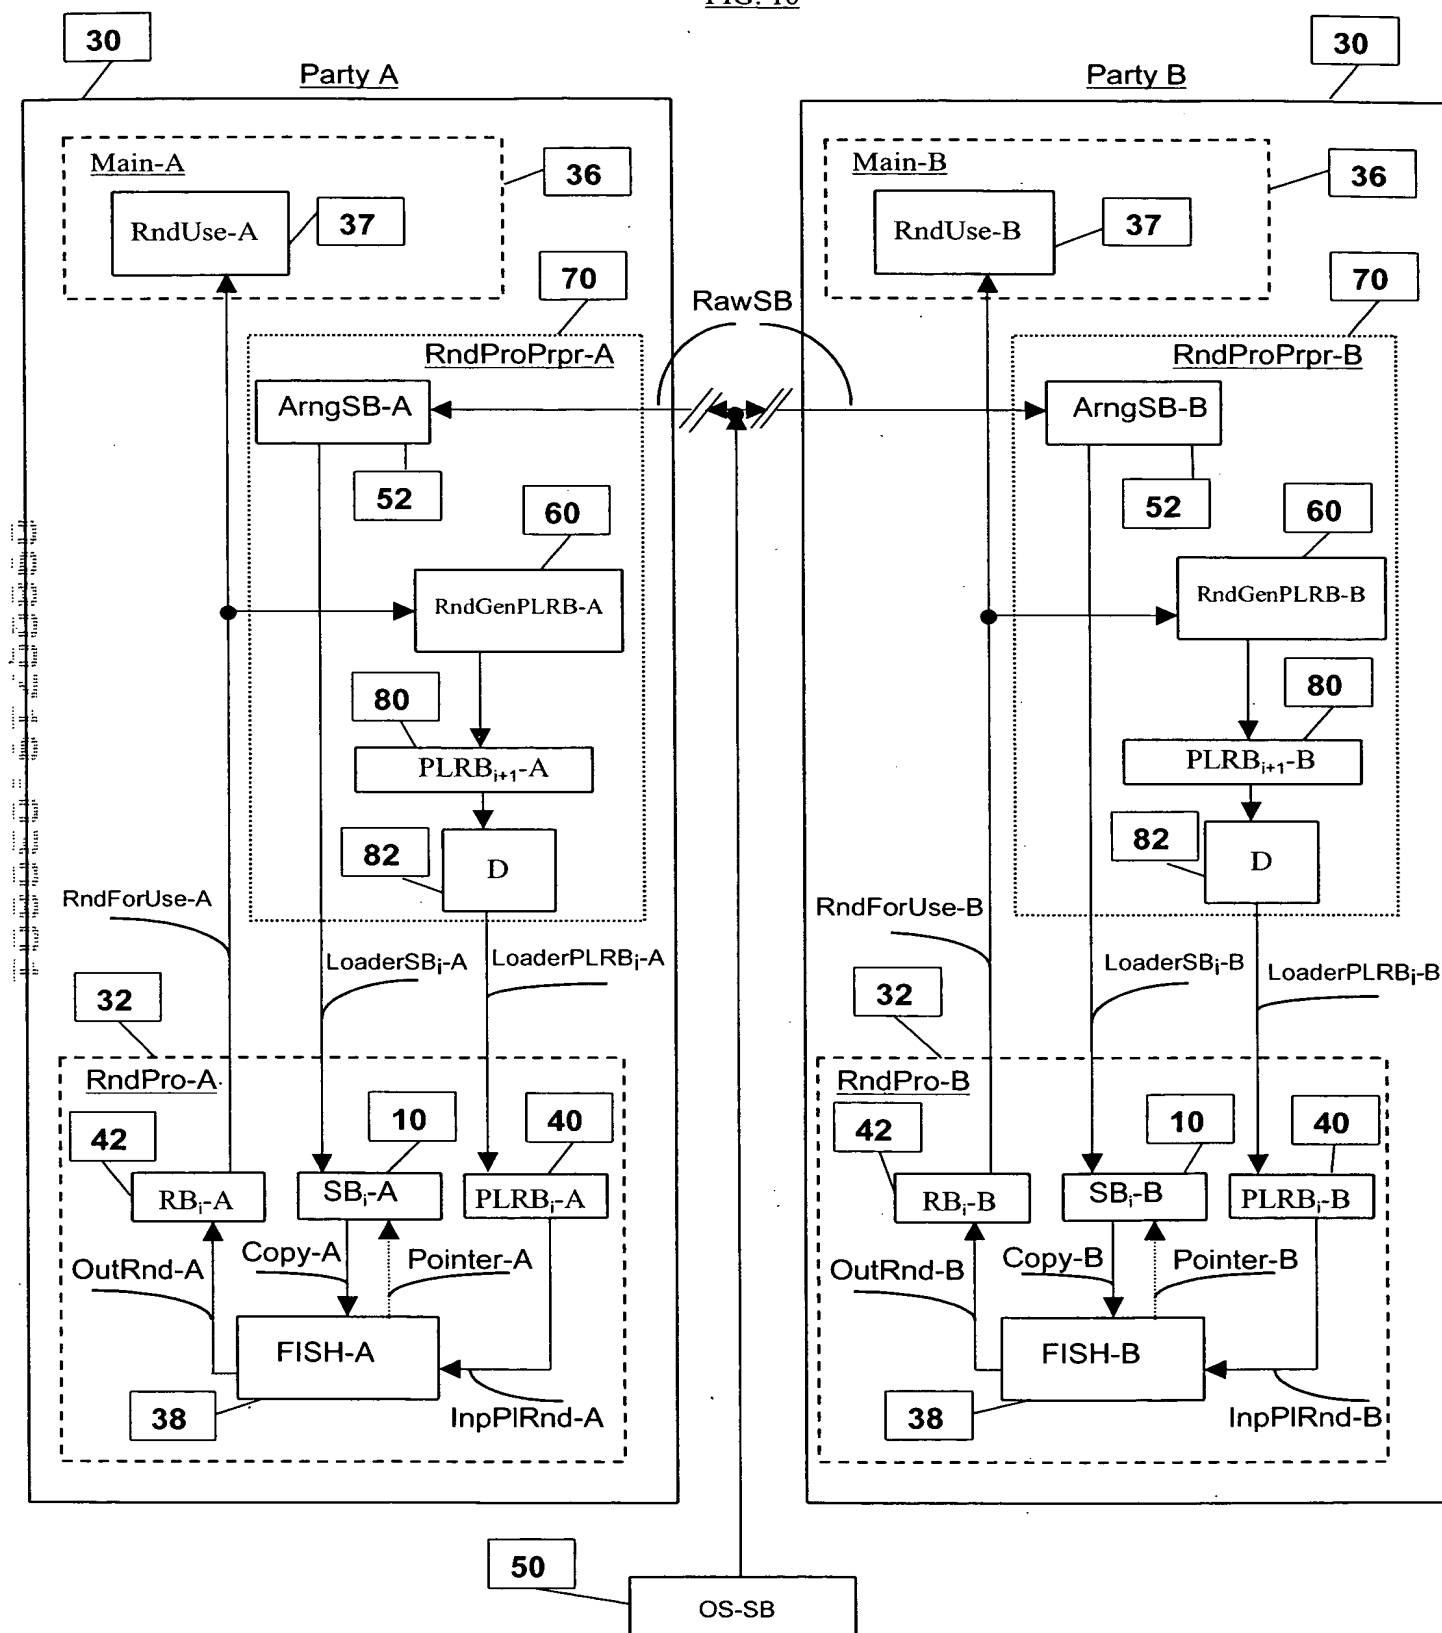 FIG. 10
30
30
Party A
Party B
Main-A
36
RndUse-A
37
Main-B
36
RndUse-B
37
70
70
RawSB
RndProPrpr-A
RndProPrpr-B
ArngSB-A
ArngSB-B
52
52
60
60
RndGenPLRB-A
RndGenPLRB-B
80
80
PLRBi+1-A
PLRBi+1-B
82
D
82
D
RndForUse-A
RndForUse-B
LoaderSBi-A
LoaderPLRBi-A
LoaderSBi-B
LoaderPLRBi-B
32
32
RndPro-A
RndPro-B
42
10
40
42
10
40
RBi-A
SBi-A
PLRBi-A
RBi-B
SBi-B
PLRBi-B
OutRnd-A
Copy-A
Pointer-A
OutRnd-B
Copy-B
Pointer-B
FISH-A
FISH-B
38
InpPlRnd-A
38
InpPlRnd-B
50
OS-SB